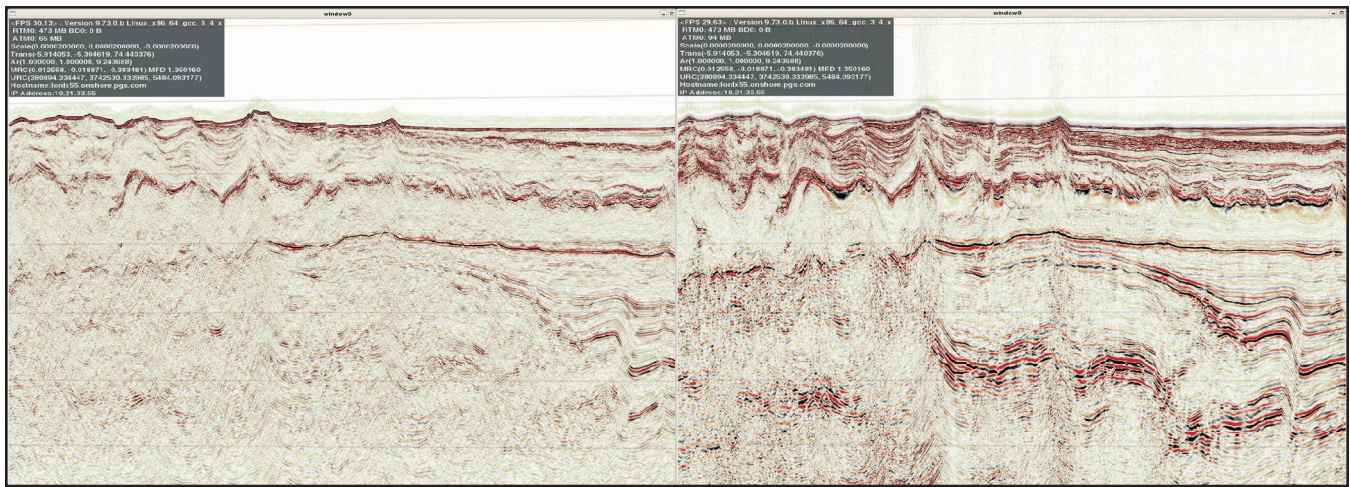 window0
<FPS 30.13> : Version 9.73.0.b Linux_x86_64_gcc_3_4_x
RTM0: 473 MB BD0: 0 B
ATM0: 65 MB
Scale(0.0000200000, 0.0000200000, -0.0000200000)
Trans(-5.914053, -5.304619, 74.440376)
Ar(1.000000, 1.000000, 9.243688)
MRC(0.012558, -0.018871, -0.383481) MFD 1.350160
URC(380894.334447, 3742530.333985, 5484.093177)
Hostname:lonlx55.onshore.pgs.com
IP Address:10.21.33.55
window0
<FPS 29.63> : Version 9.73.0.b Linux_x86_64_gcc_3_4_x
RTM0: 473 MB BD0: 0 B
ATM0: 94 MB
Scale(0.0000200000, 0.0000200000, -0.0000200000)
Trans(-5.914053, -5.304619, 74.440376)
Ar(1.000000, 1.000000, 9.243688)
MRC(0.012558, -0.018871, -0.383481) MFD 1.350160
URC(380894.334447, 3742530.333985, 5484.093177)
Hostname:lonlx55.onshore.pgs.com
IP Address:10.21.33.55